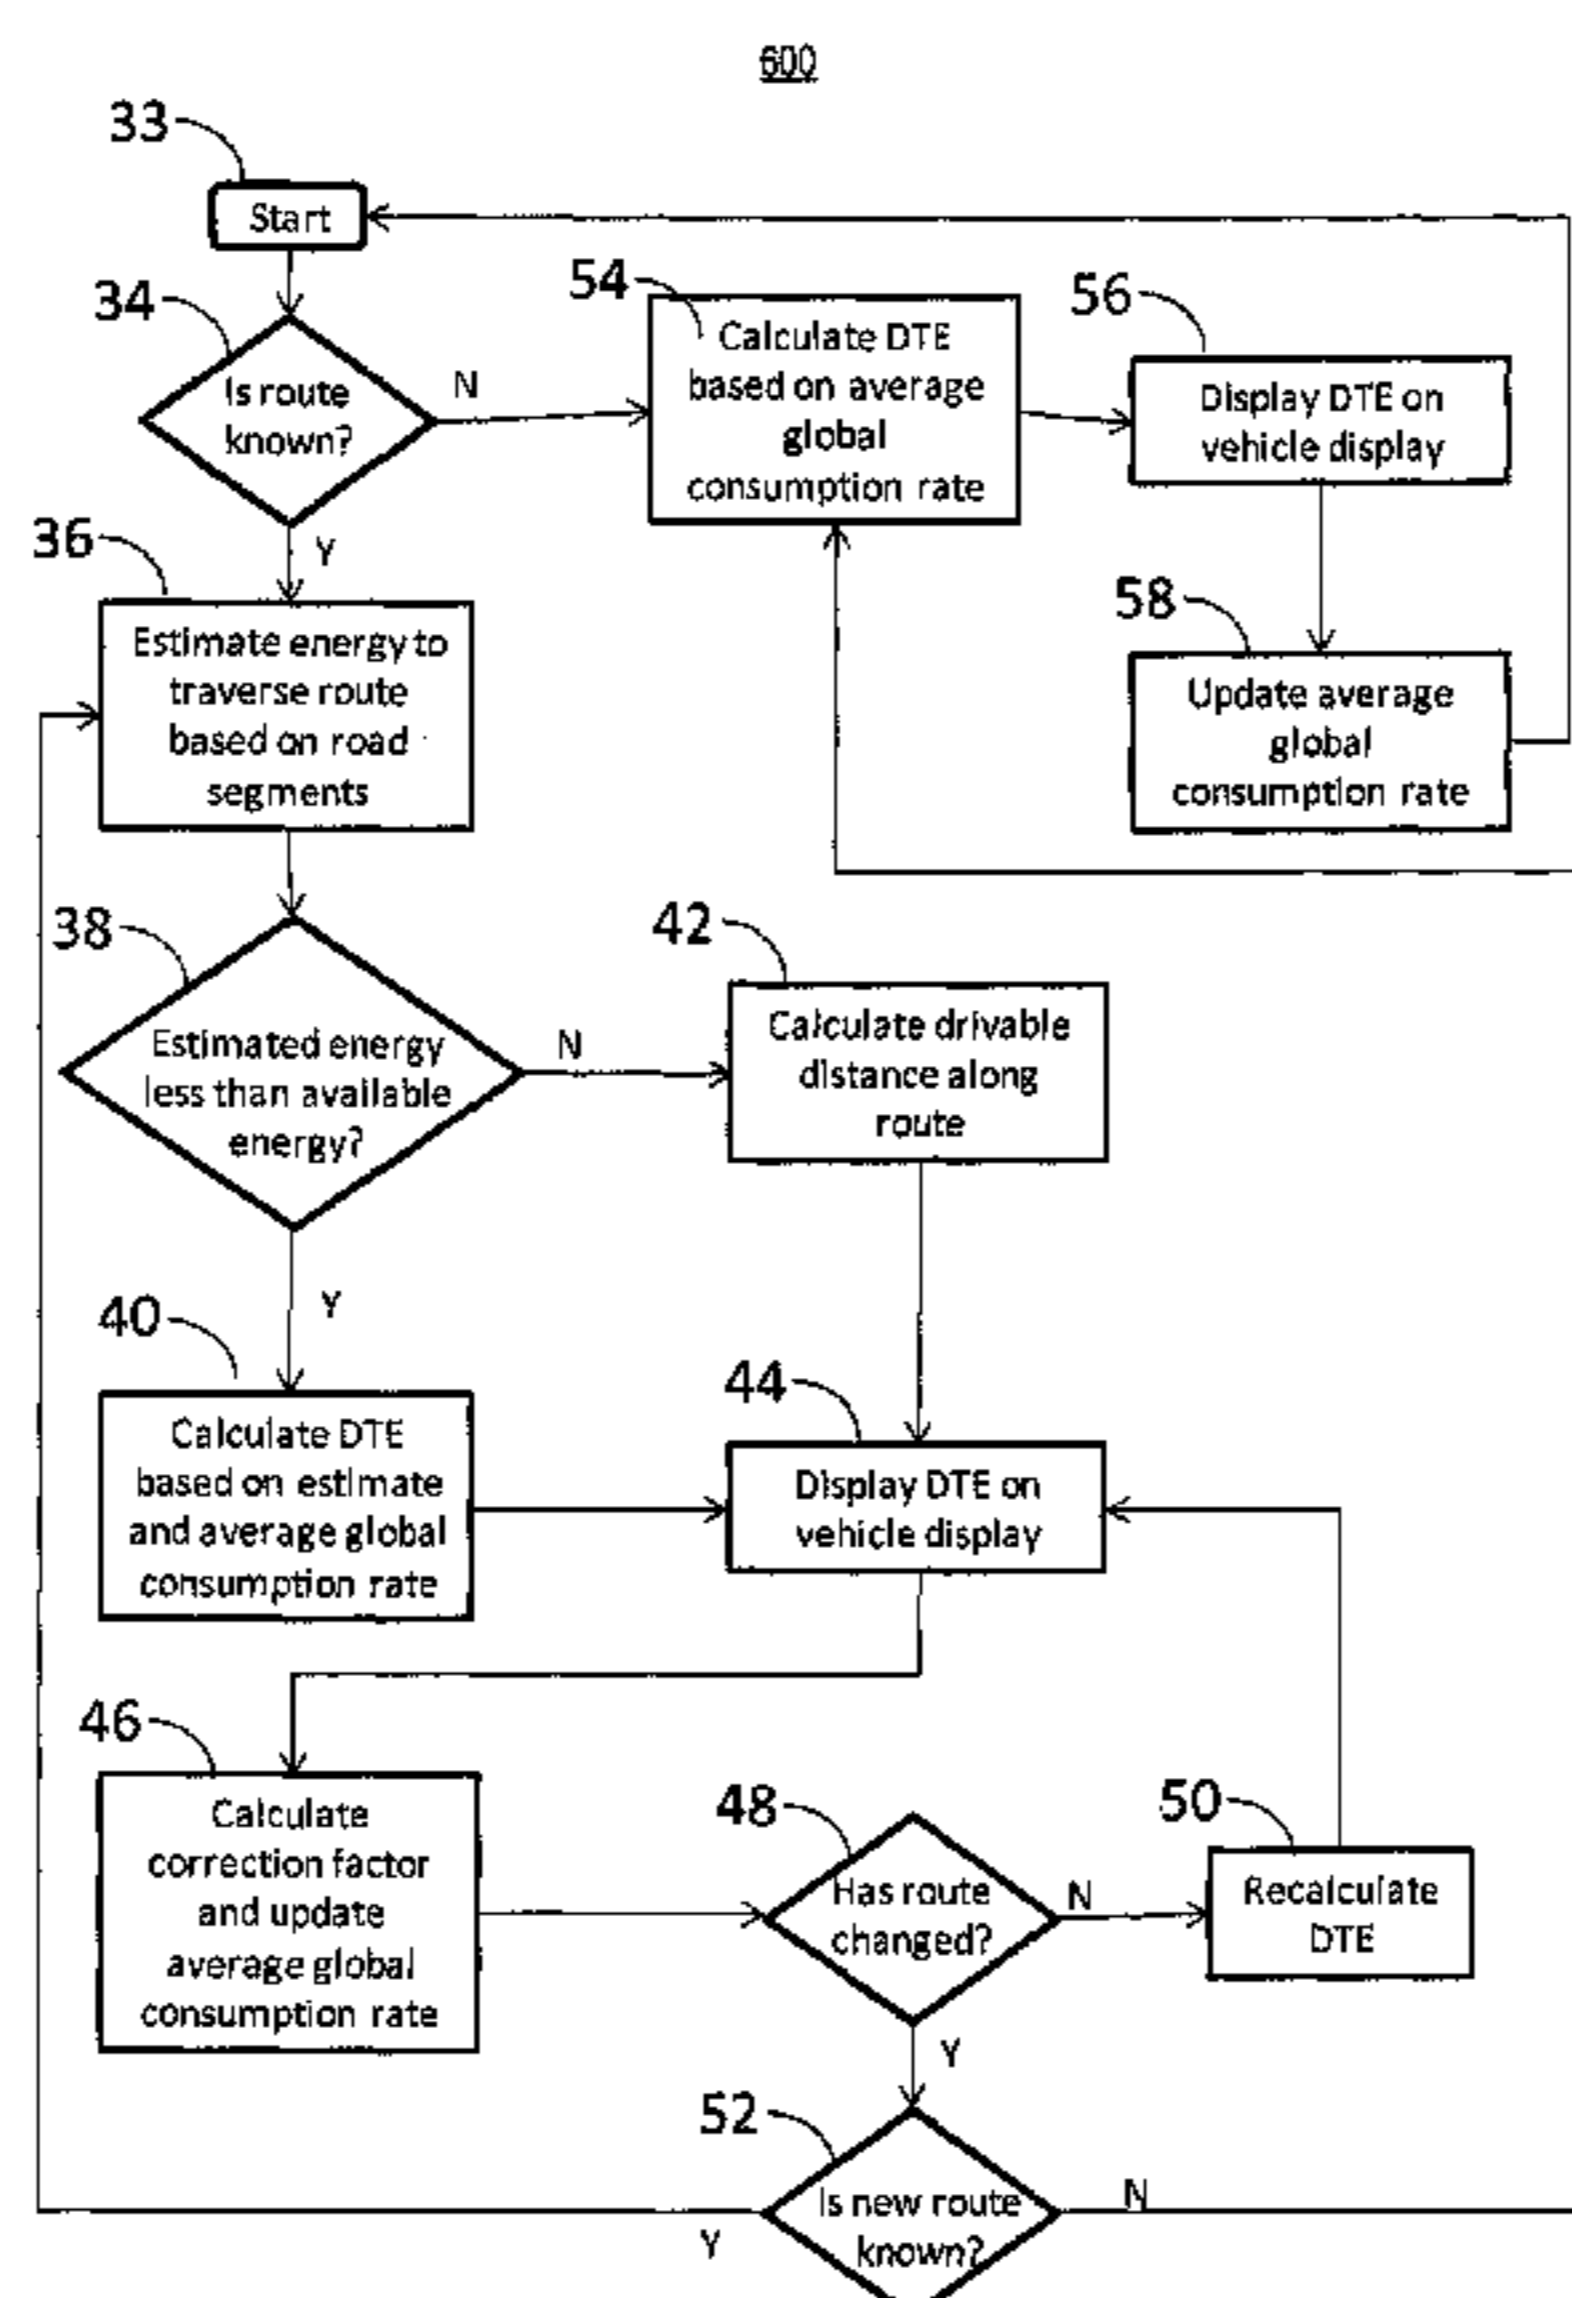 600
33
Start
34
Is route
known?
N
Y
54
Calculate DTE
based on average
global
consumption rate
56
Display DTE on
vehicle display
58
Update average
global
consumption rate
36
Estimate energy to
traverse route
based on road
segments
38
Estimated energy
less than available
energy?
N
Y
42
Calculate drivable
distance along
route
40
Calculate DTE
based on estimate
and average global
consumption rate
44
Display DTE on
vehicle display
46
Calculate
correction factor
and update
average global
consumption rate
48
Has route
changed?
N
Y
50
Recalculate
DTE
52
Is new route
known?
Y
N